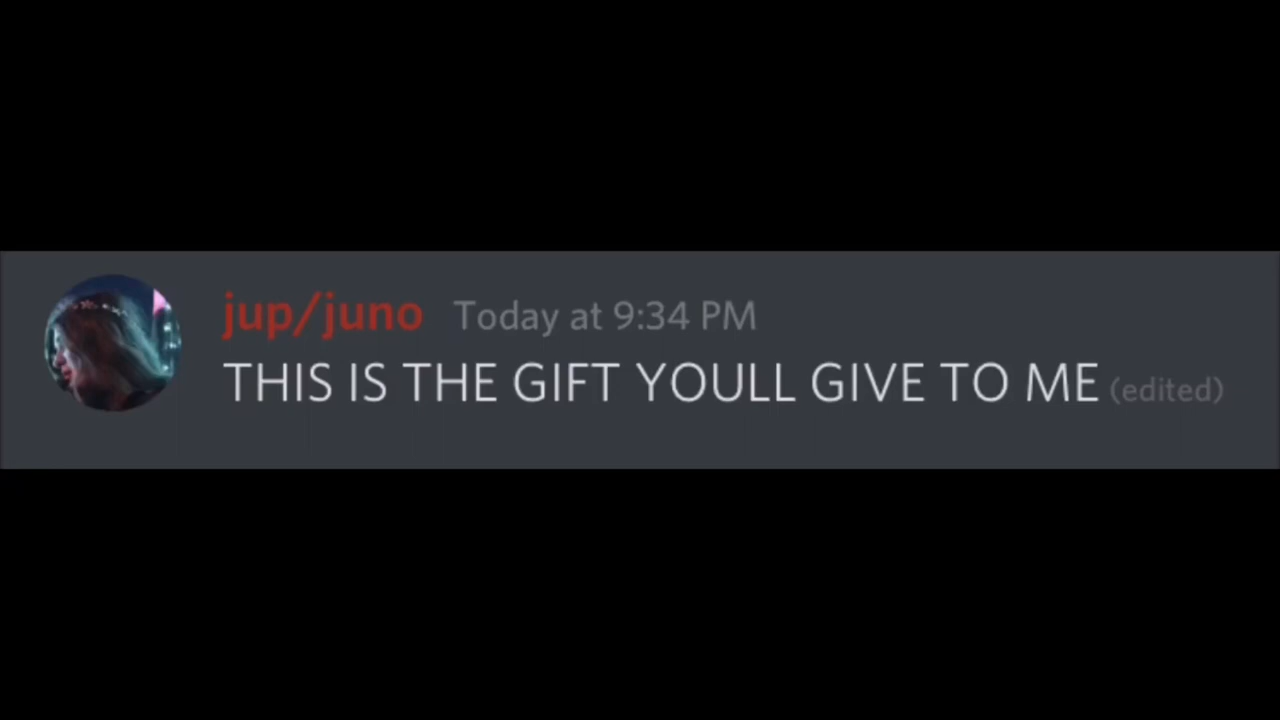 jup/juno Today at 9:34 PM
THIS IS THE GIFT YOULL GIVE TO ME (edited)